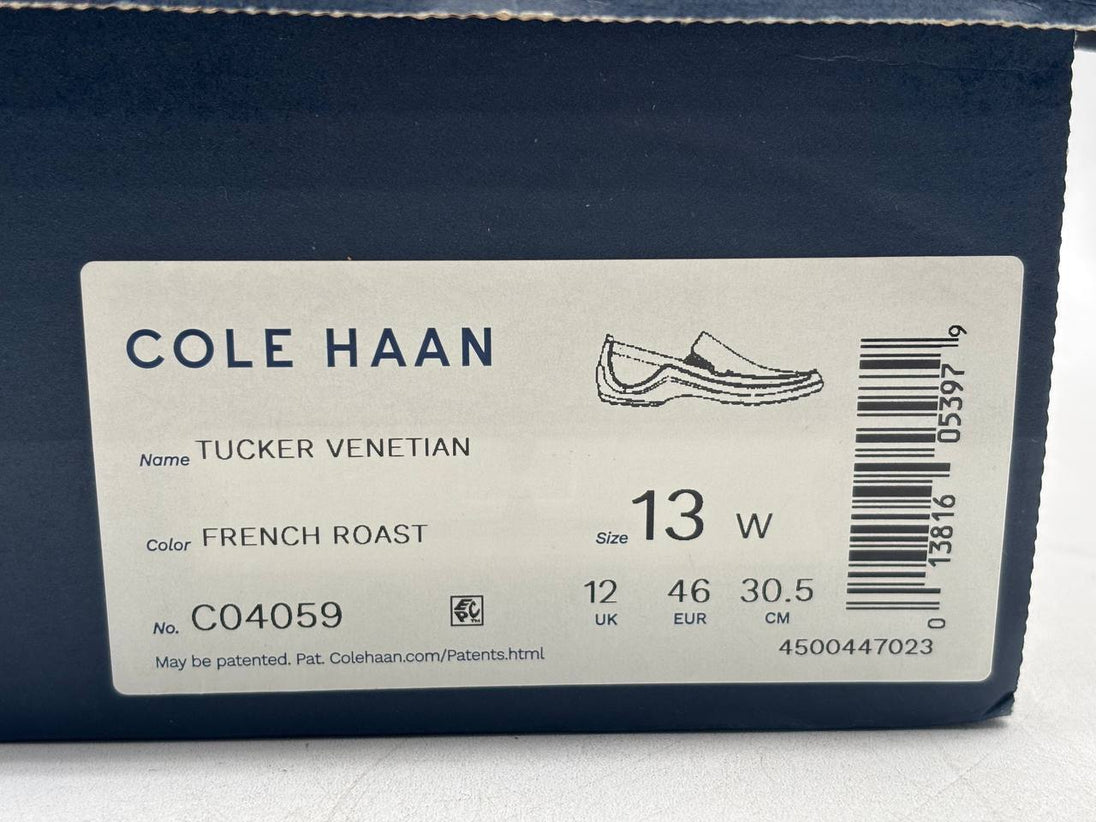 COLE HAAN
Name TUCKER VENETIAN
Color FRENCH ROAST
Size 13 W
12 46 30.5
UK EUR CM
No. C04059
EPC™
May be patented. Pat. Colehaan.com/Patents.html
4500447023
0 13816 05397 9